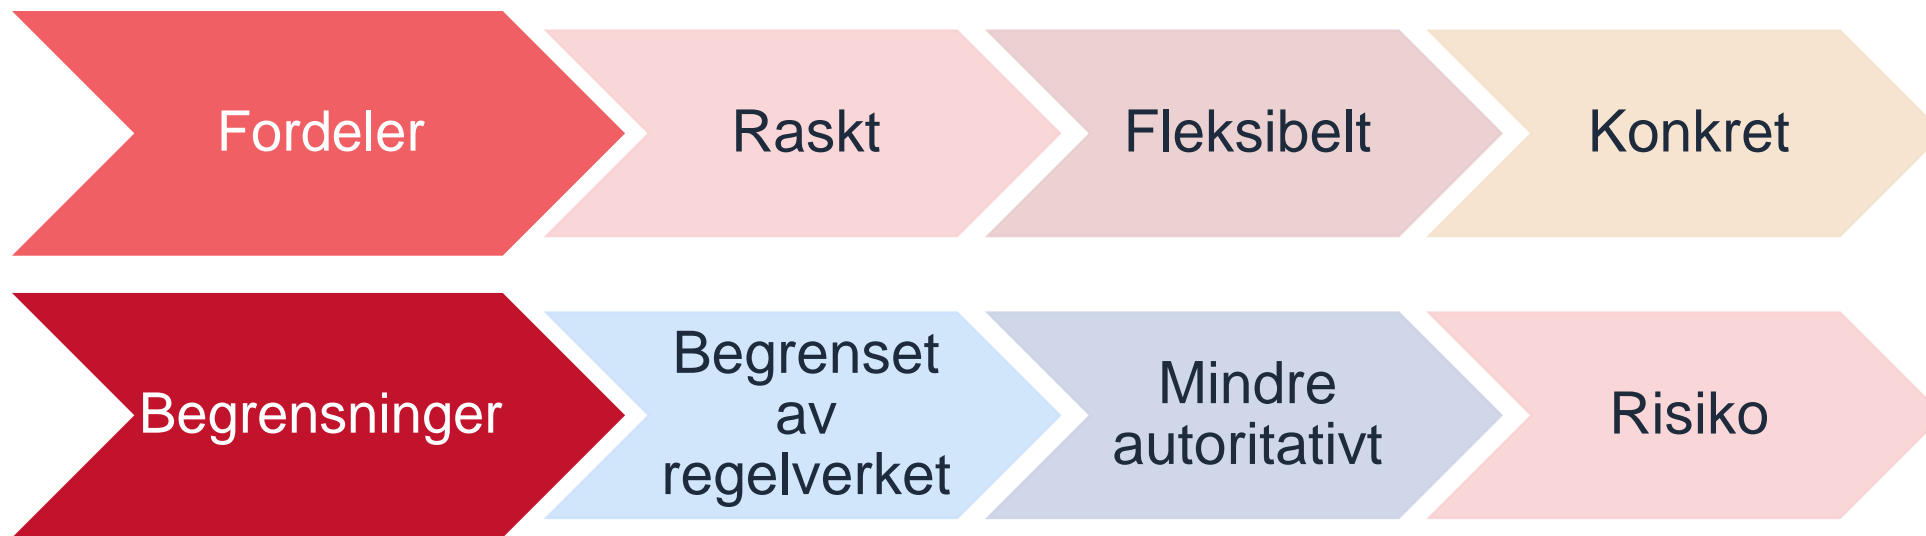 Fordeler
Raskt
Fleksibelt
Konkret
Begrensninger
Begrenset
av
regelverket
Mindre
autoritativt
Risiko